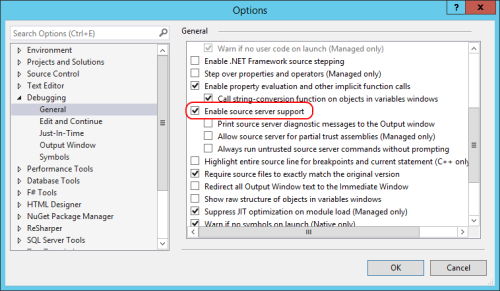 Options
?
Search Options (Ctrl+E)
Environment
Projects and Solutions
Source Control
Text Editor
Debugging
General
Edit and Continue
Just-In-Time
Output Window
Symbols
Performance Tools
Database Tools
F# Tools
HTML Designer
NuGet Package Manager
ReSharper
SQL Server Tools
General
Warn if no user code on launch (Managed only)
Enable .NET Framework source stepping
Step over properties and operators (Managed only)
Enable property evaluation and other implicit function calls
Call string-conversion function on objects in variables windows
Enable source server support
Print source server diagnostic messages to the Output window
Allow source server for partial trust assemblies (Managed only)
Always run untrusted source server commands without prompting
Highlight entire source line for breakpoints and current statement (C++ only
Require source files to exactly match the original version
Redirect all Output Window text to the Immediate Window
Show raw structure of objects in variables windows
Suppress JIT optimization on module load (Managed only)
Warn if no symbols on launch (Native only)
OK
Cancel